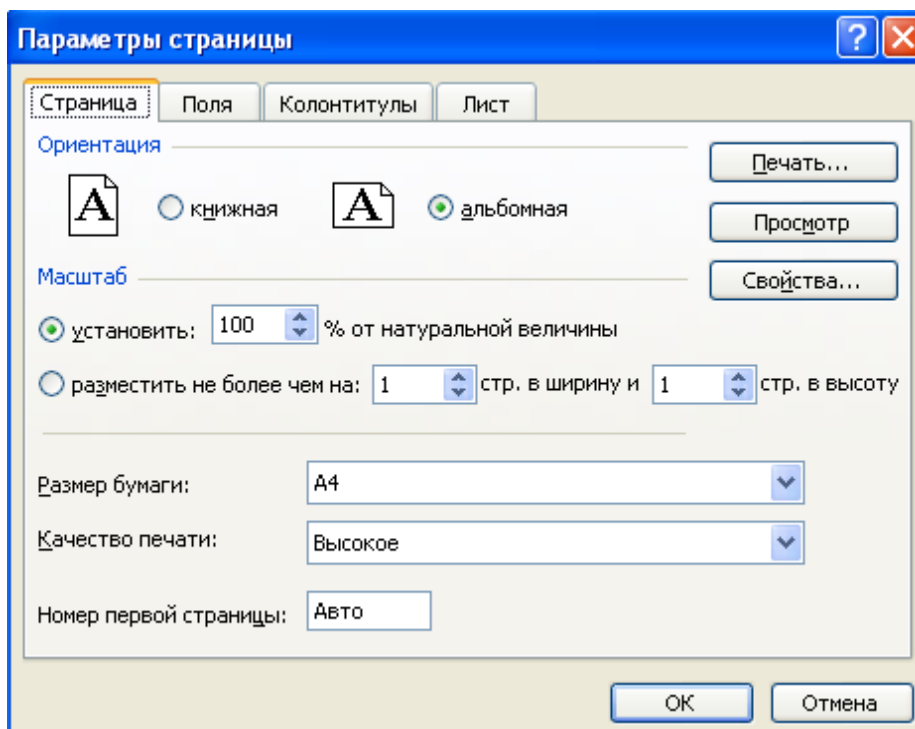 Параметры страницы
Страница Поля Колонтитулы Лист
Ориентация
Печать...
A книжная A альбомная
Просмотр
Масштаб
Свойства...
установить: 100 % от натуральной величины
разместить не более чем на: 1 стр. в ширину и 1 стр. в высоту
Размер бумаги: A4
Качество печати: Высокое
Номер первой страницы: Авто
ОК Отмена